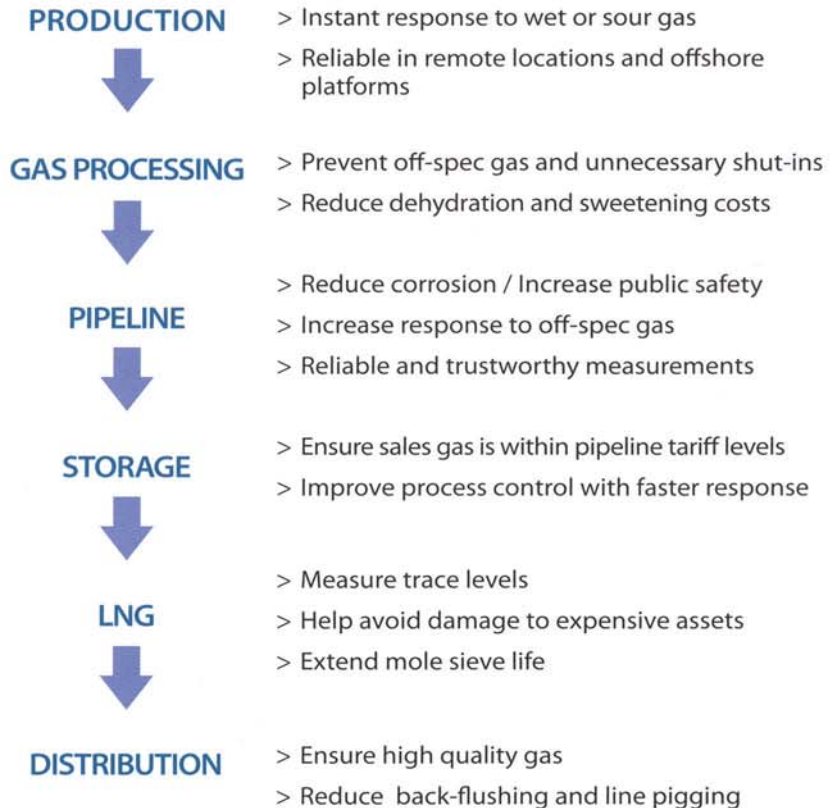 PRODUCTION
> Instant response to wet or sour gas
> Reliable in remote locations and offshore
platforms
GAS PROCESSING
> Prevent off-spec gas and unnecessary shut-ins
> Reduce dehydration and sweetening costs
PIPELINE
> Reduce corrosion / Increase public safety
> Increase response to off-spec gas
> Reliable and trustworthy measurements
STORAGE
> Ensure sales gas is within pipeline tariff levels
> Improve process control with faster response
LNG
> Measure trace levels
> Help avoid damage to expensive assets
> Extend mole sieve life
DISTRIBUTION
> Ensure high quality gas
> Reduce back-flushing and line pigging